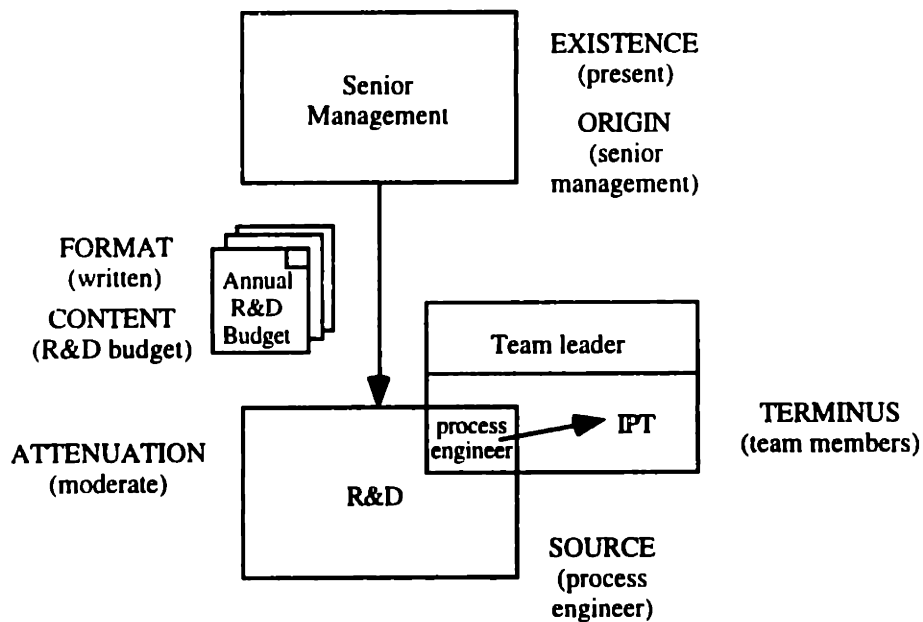 Senior
Management
EXISTENCE
(present)
ORIGIN
(senior
management)
FORMAT
(written)
CONTENT
(R&D budget)
Annual
R&D
Budget
Team leader
process
engineer
IPT
TERMINUS
(team members)
ATTENUATION
(moderate)
R&D
SOURCE
(process
engineer)